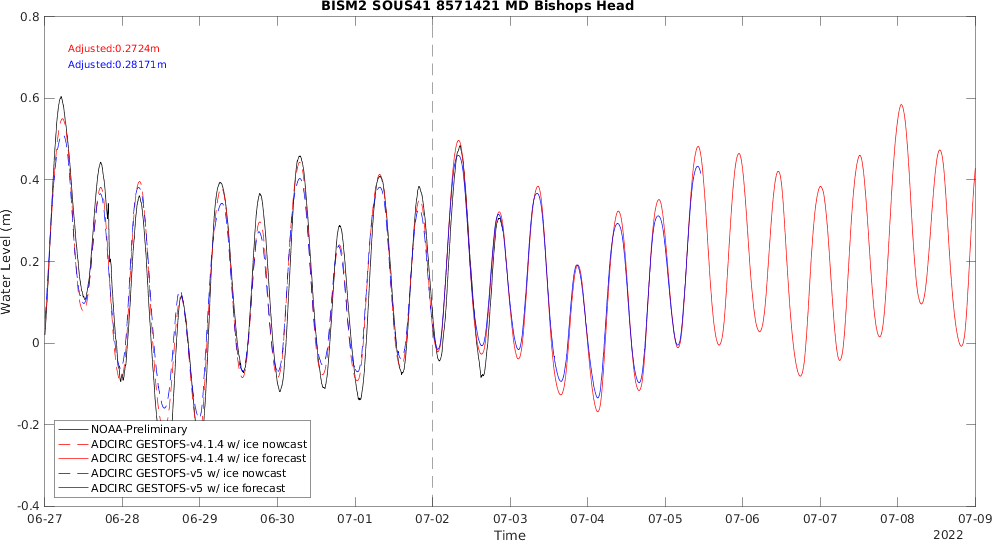 BISM2 SOUS41 8571421 MD Bishops Head
Adjusted:0.2724m
Adjusted:0.28171m
Water Level (m)
0.8
0.6
0.4
0.2
0
-0.2
-0.4
NOAA-Preliminary
ADCIRC GESTOFS-v4.1.4 w/ ice nowcast
ADCIRC GESTOFS-v4.1.4 w/ ice forecast
ADCIRC GESTOFS-v5 w/ ice nowcast
ADCIRC GESTOFS-v5 w/ ice forecast
06-27 06-28 06-29 06-30 07-01 07-02 07-03 07-04 07-05 07-06 07-07 07-08 07-09
Time
2022